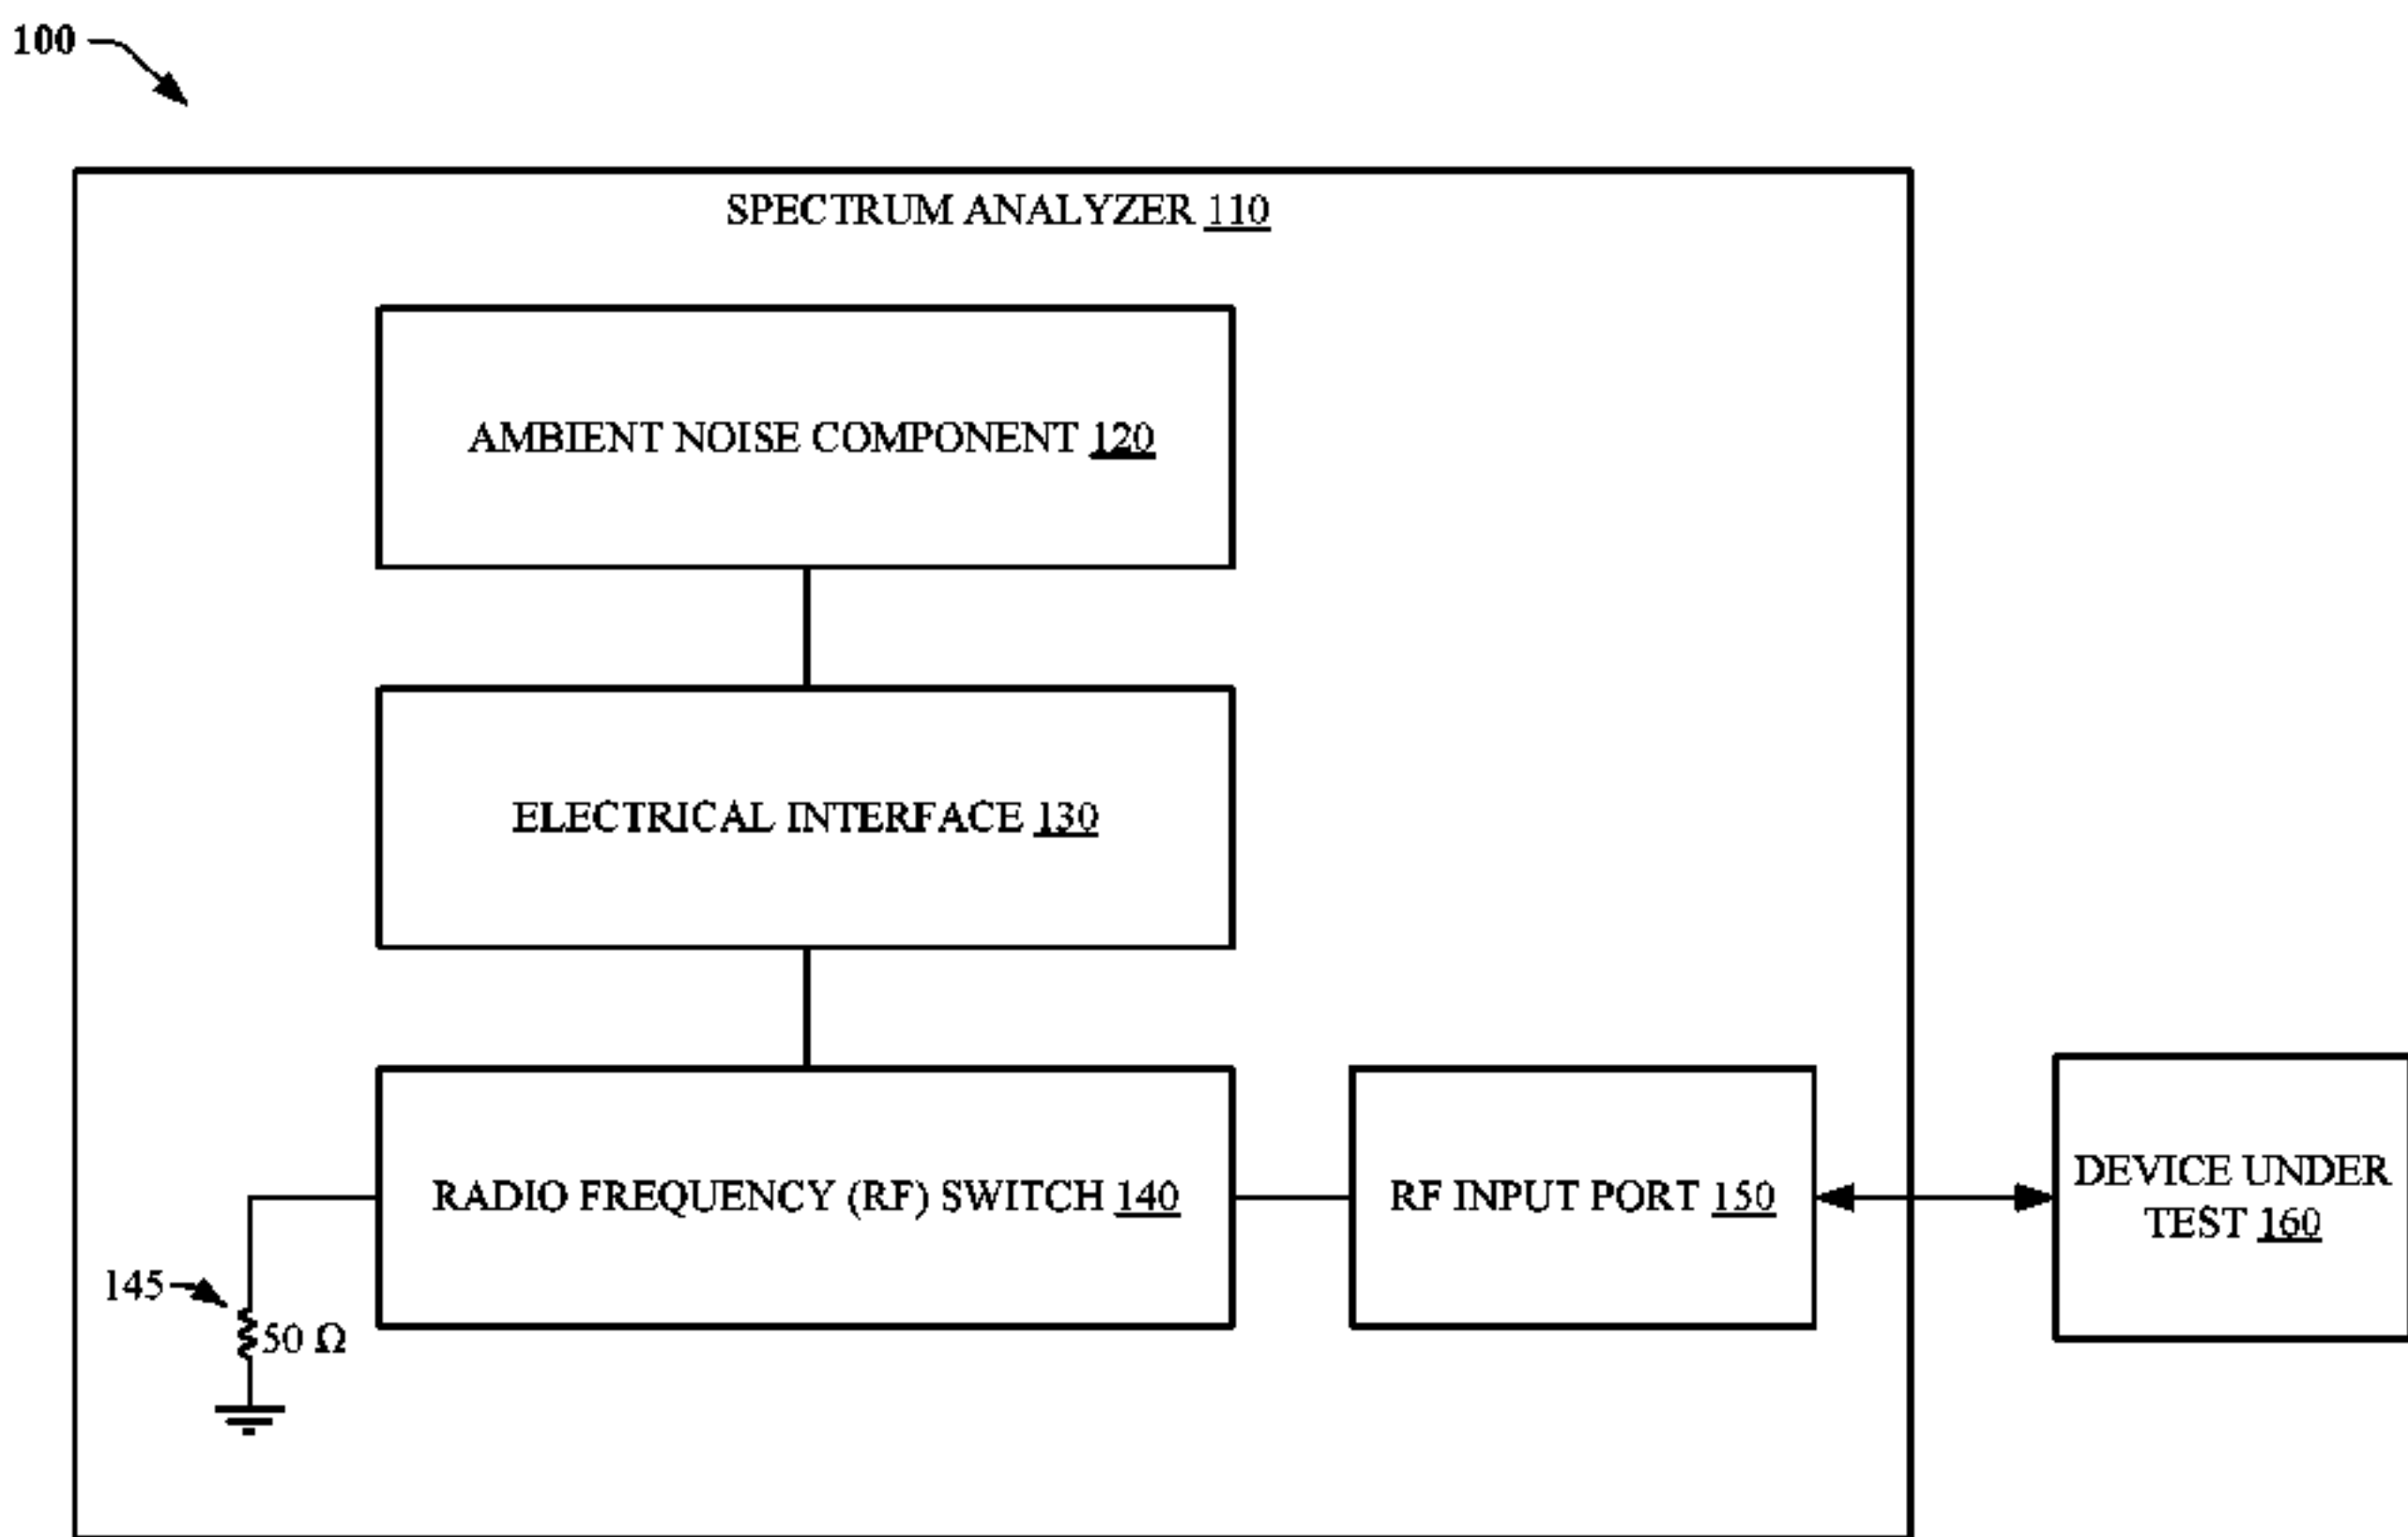 100
SPECTRUM ANALYZER 110
AMBIENT NOISE COMPONENT 120
ELECTRICAL INTERFACE 130
RADIO FREQUENCY (RF) SWITCH 140
RF INPUT PORT 150
DEVICE UNDER
TEST 160
145
50 Ω